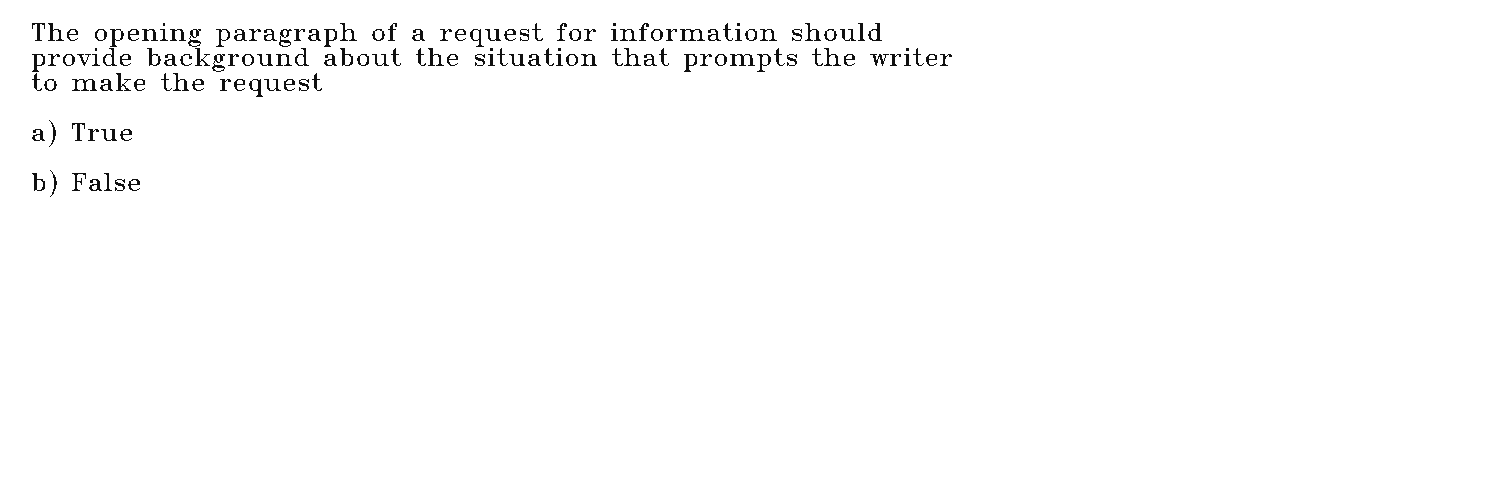 The opening paragraph of a request for information should
provide background about the situation that prompts the writer
to make the request
a) True
b) False